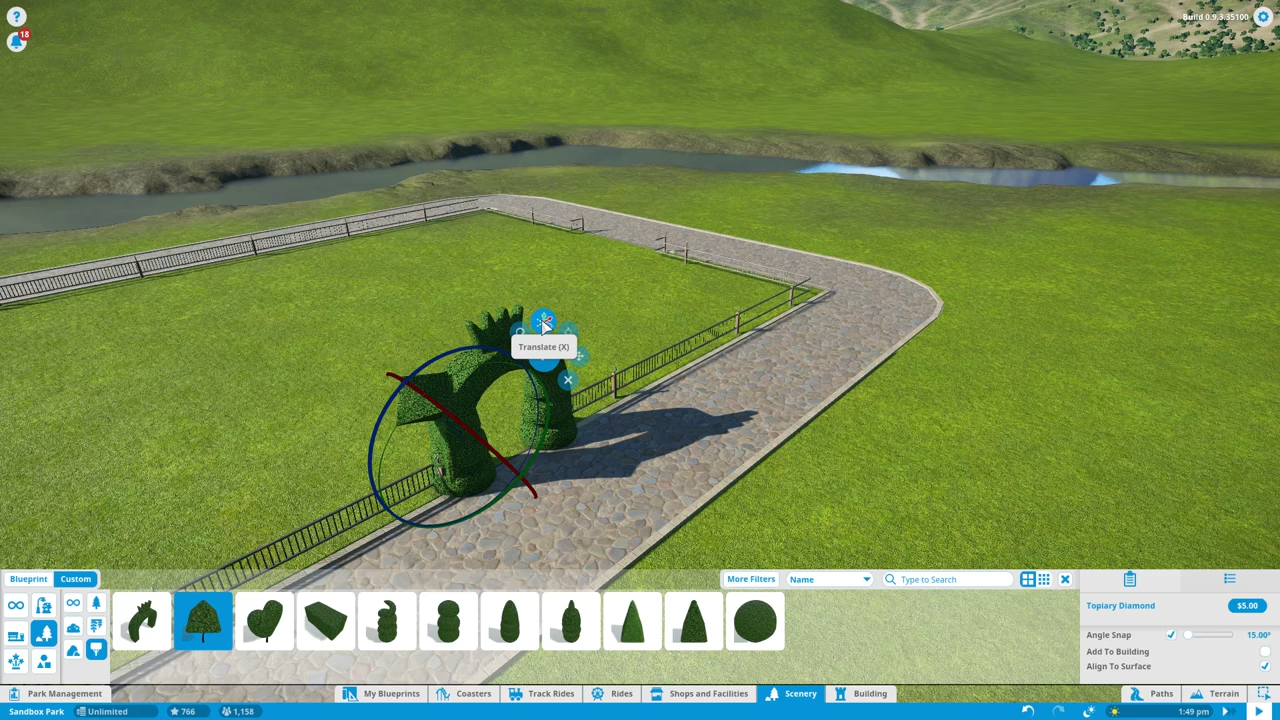 ?
Build 0.9.3.35100
18
Translate (X)
Blueprint
Custom
More Filters
Name
Type to Search
Topiary Diamond
$5.00
Angle Snap
15.00º
Add To Building
Align To Surface
Park Management
My Blueprints
Coasters
Track Rides
Rides
Shops and Facilities
Scenery
Building
Paths
Terrain
Sandbox Park
Unlimited
766
1,158
1:49 pm